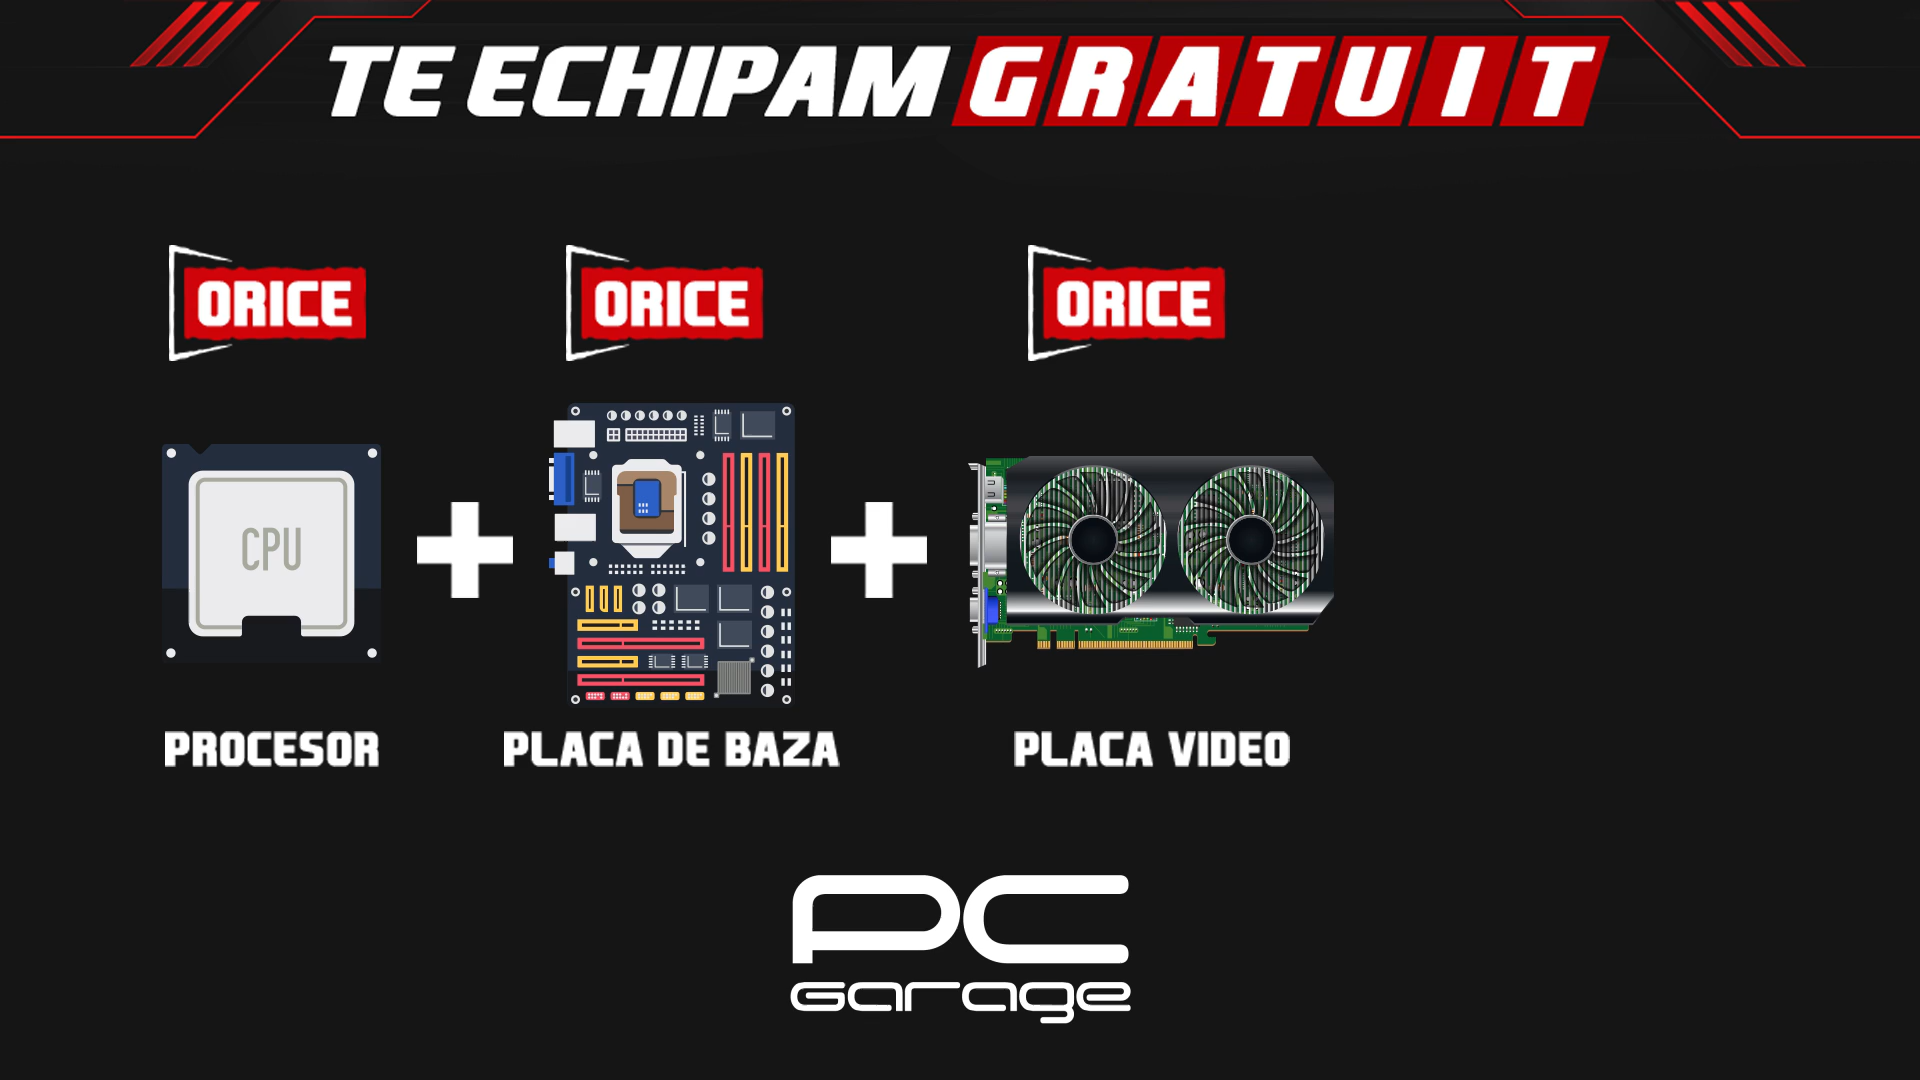 TE ECHIPAM GRATUIT
ORICE
ORICE
ORICE
CPU
PROCESOR
PLACA DE BAZA
PLACA VIDEO
PC
Garage